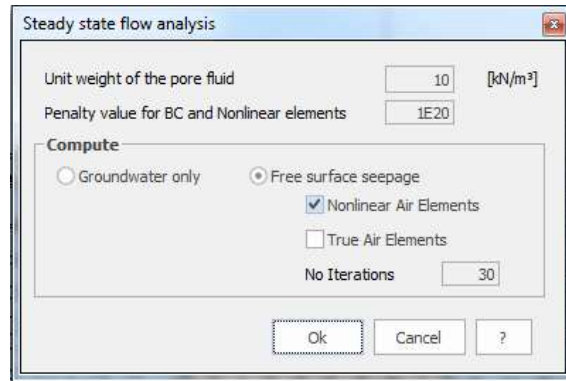 Steady state flow analysis
Unit weight of the pore fluid 10 [kN/m³]
Penalty value for BC and Nonlinear elements 1E20
Compute
Groundwater only Free surface seepage
Nonlinear Air Elements
True Air Elements
No Iterations 30
Ok Cancel ?